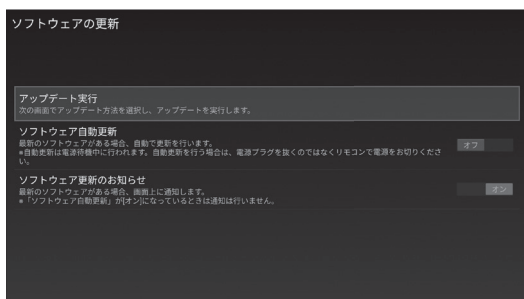 ソフトウェアの更新
アップデート実行
次の画面でアップデート方法を選択し、アップデートを実行します。
ソフトウェア自動更新
最新のソフトウェアがある場合、自動で更新を行います。
●自動更新は電源待機中に行われます。自動更新を行う場合は、電源プラグを抜くのではなくリモコンで電源をお切りくださ
い。
オフ
ソフトウェア更新のお知らせ
最新のソフトウェアがある場合、画面上に通知します。
●「ソフトウェア自動更新」が[オン]になっているときは通知は行いません。
オン